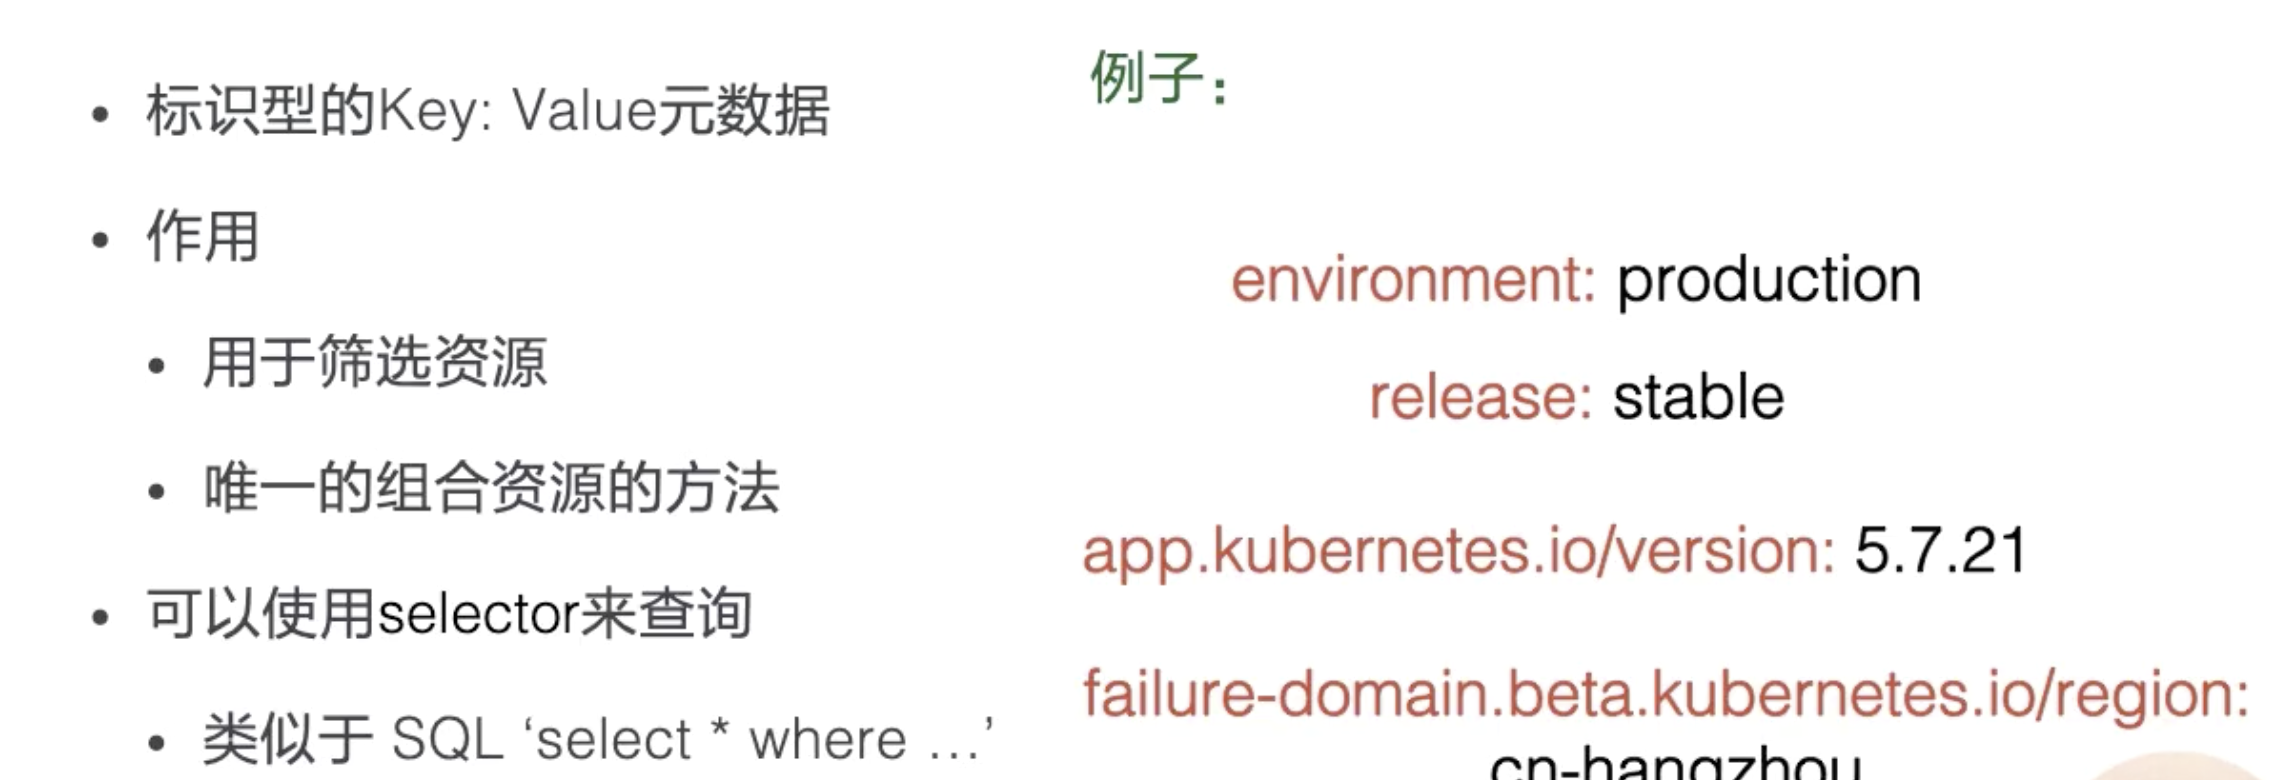 标识型的Key: Value元数据
作用
用于筛选资源
唯一的组合资源的方法
可以使用selector来查询
类似于 SQL ‘select * where …’
例子：
environment: production
release: stable
app.kubernetes.io/version: 5.7.21
failure-domain.beta.kubernetes.io/region:
cn-hangzhou